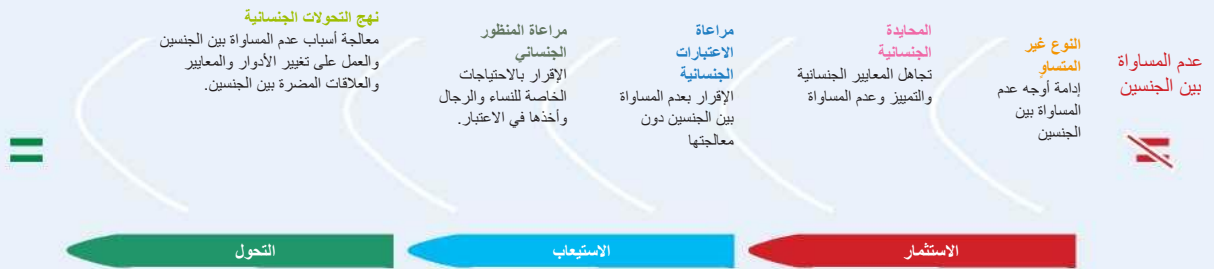 عدم المساواة
بين الجنسين
النوع غير
المتساوٍ
إدامة أوجه عدم
المساواة بين
الجنسين
المحايدة
الجنسانية
تجاهل المعايير الجنسانية
والتمييز وعدم المساواة
مراعاة
الاعتبارات
الجنسانية
الإقرار بعدم المساواة
بين الجنسين دون
معالجتها
مراعاة المنظور
الجنساني
الإقرار بالاحتياجات
الخاصة للنساء والرجال
وأخذها في الاعتبار.
نهج التحولات الجنسانية
معالجة أسباب عدم المساواة بين الجنسين
والعمل على تغيير الأدوار والمعايير
والعلاقات المضرة بين الجنسين.
الاستثمار
الاستيعاب
التحول